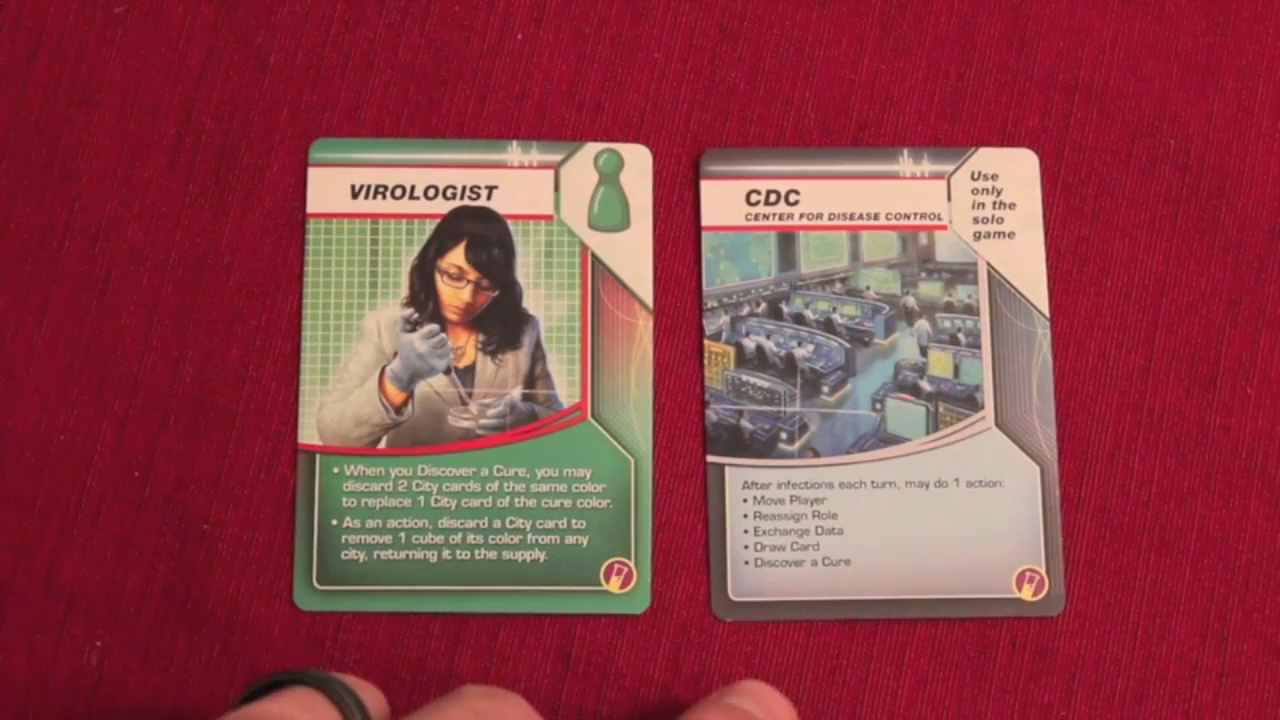 VIROLOGIST
• When you Discover a Cure, you may
discard 2 City cards of the same color
to replace 1 City card of the cure color.
• As an action, discard a City card to
remove 1 cube of its color from any
city, returning it to the supply.
CDC
CENTER FOR DISEASE CONTROL
Use
only
in the
solo
game
After infections each turn, may do 1 action:
• Move Player
• Reassign Role
• Exchange Data
• Draw Card
• Discover a Cure